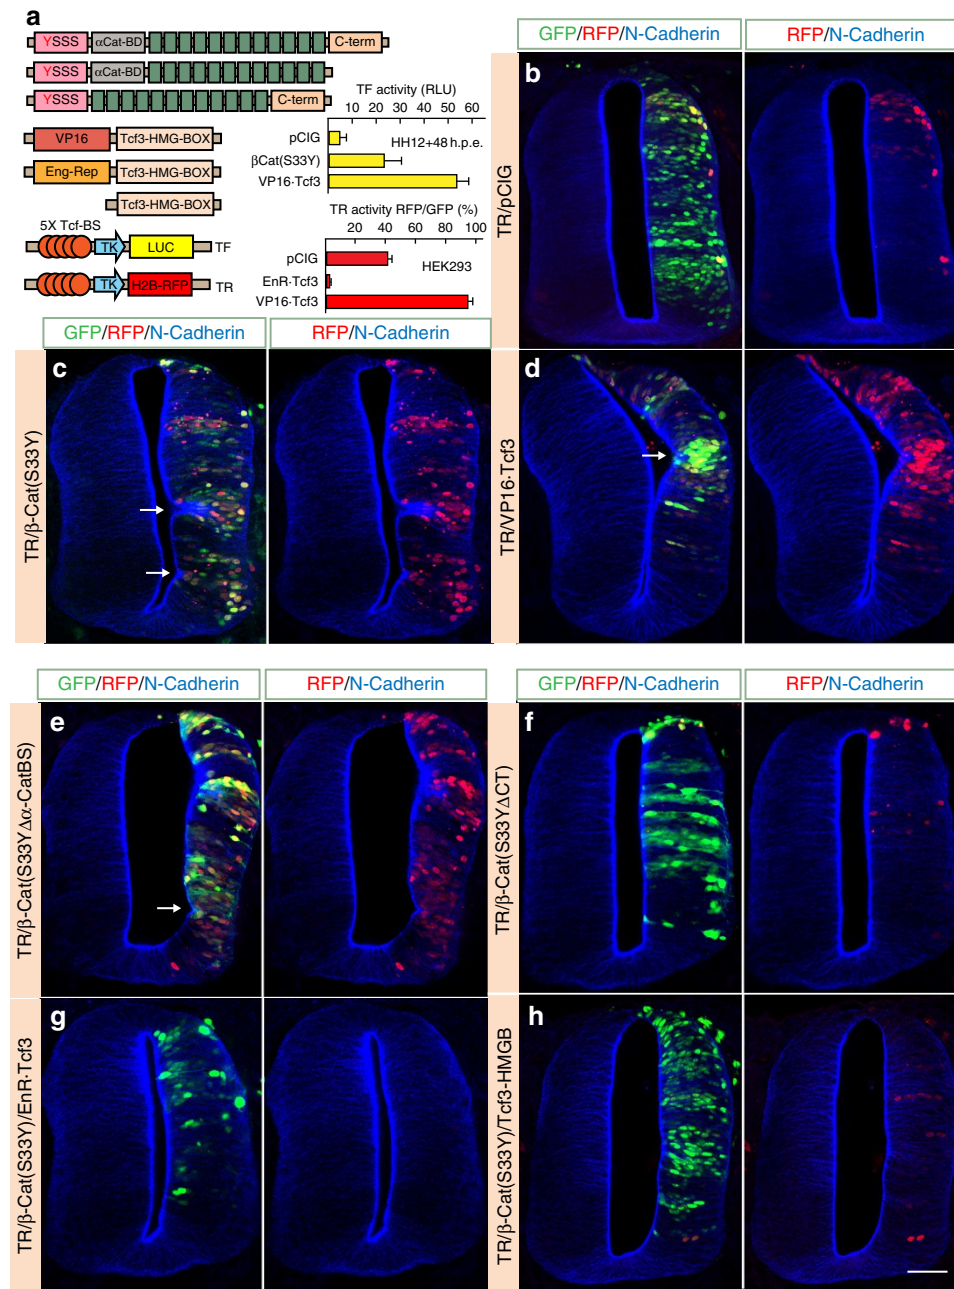 a
YSSS αCat-BD C-term
YSSS αCat-BD
YSSS C-term
VP16 Tcf3-HMG-BOX
Eng-Rep Tcf3-HMG-BOX
Tcf3-HMG-BOX
5X Tcf-BS
TK LUC TF
TK H2B-RFP TR
TF activity (RLU)
10 20 30 40 50 60
pCIG
HH12+48 h.p.e.
βCat(S33Y)
VP16·Tcf3
TR activity RFP/GFP (%)
20 40 60 80 100
pCIG
HEK293
EnR·Tcf3
VP16·Tcf3
GFP/RFP/N-Cadherin
RFP/N-Cadherin
b
TR/pCIG
GFP/RFP/N-Cadherin
RFP/N-Cadherin
c
TR/β-Cat(S33Y)
d
TR/VP16·Tcf3
GFP/RFP/N-Cadherin
RFP/N-Cadherin
GFP/RFP/N-Cadherin
RFP/N-Cadherin
e
TR/β-Cat(S33YΔα-CatBS)
f
TR/β-Cat(S33YΔCT)
g
TR/β-Cat(S33Y)/EnR·Tcf3
h
TR/β-Cat(S33Y)/Tcf3-HMGB